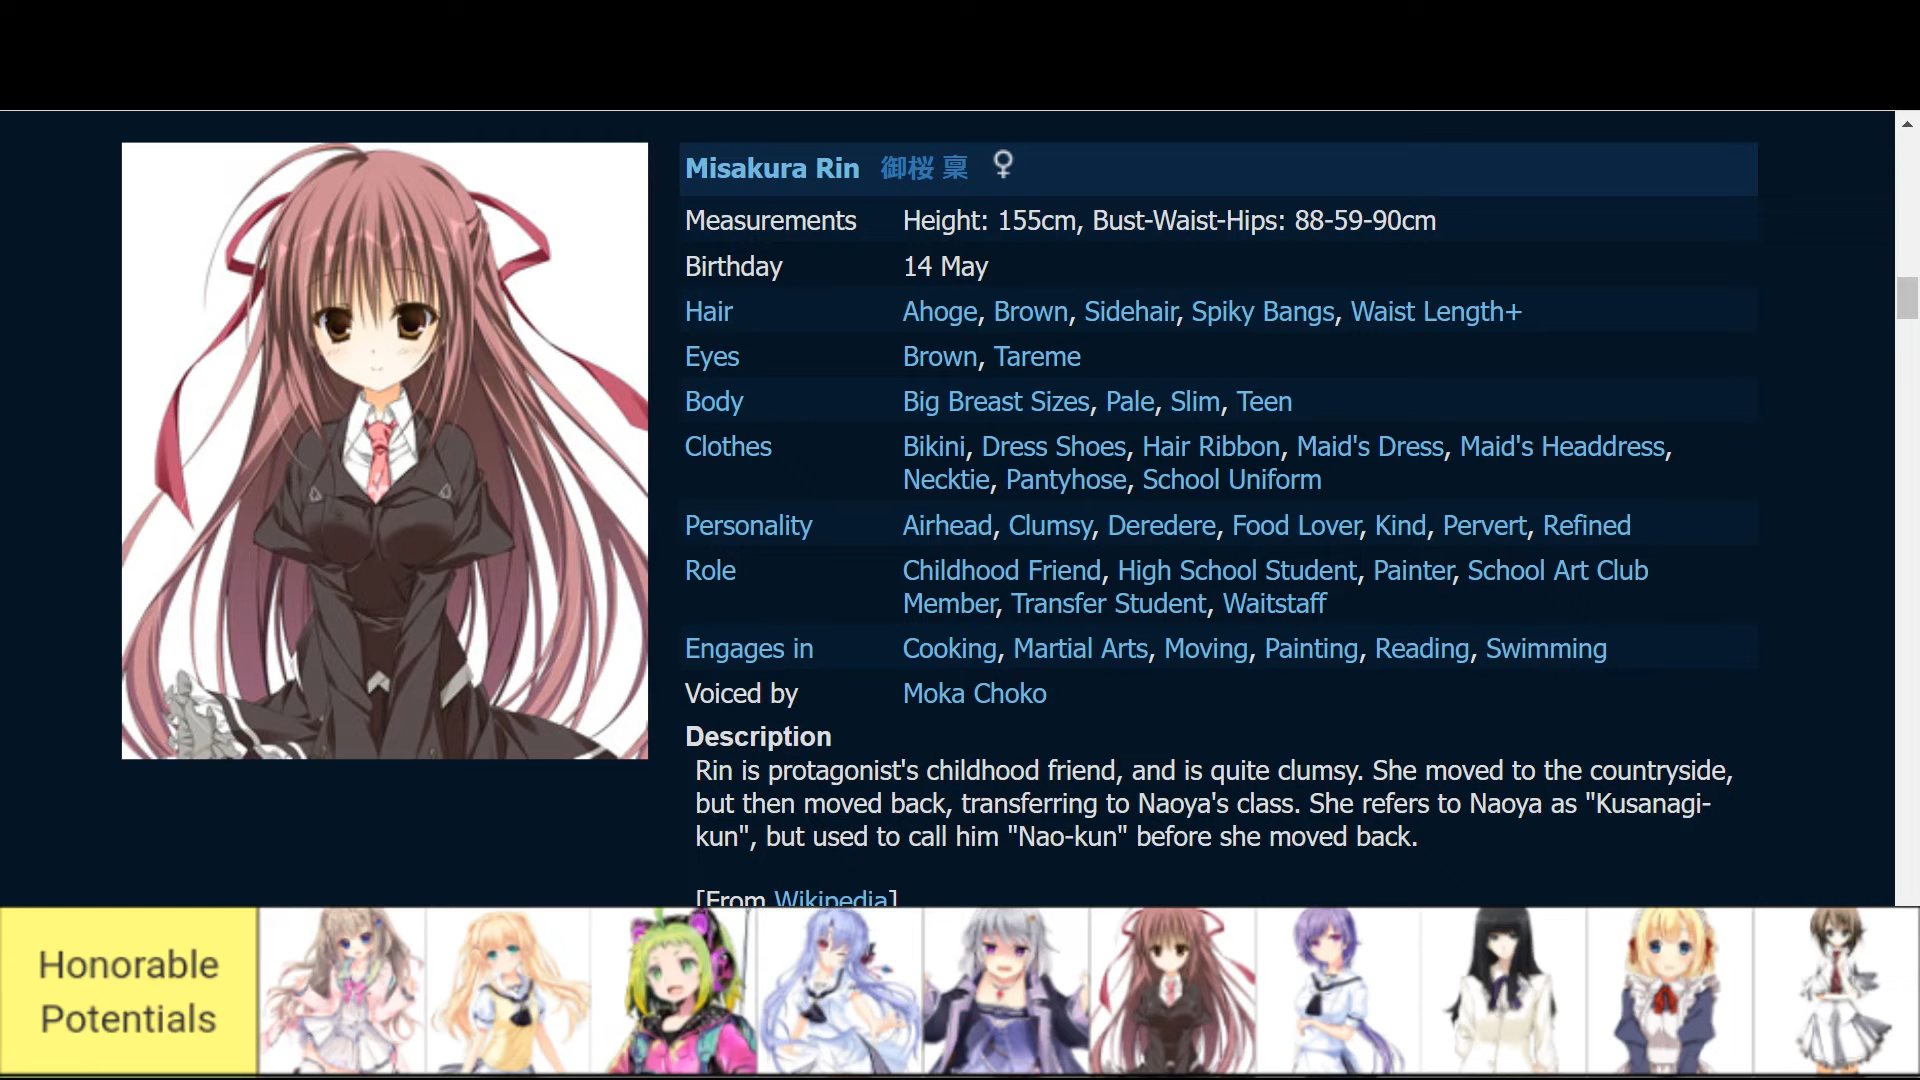 Misakura Rin 御桜 稟 ♀
Measurements Height: 155cm, Bust-Waist-Hips: 88-59-90cm
Birthday 14 May
Hair Ahoge, Brown, Sidehair, Spiky Bangs, Waist Length+
Eyes Brown, Tareme
Body Big Breast Sizes, Pale, Slim, Teen
Clothes Bikini, Dress Shoes, Hair Ribbon, Maid's Dress, Maid's Headdress,
Necktie, Pantyhose, School Uniform
Personality Airhead, Clumsy, Deredere, Food Lover, Kind, Pervert, Refined
Role Childhood Friend, High School Student, Painter, School Art Club
Member, Transfer Student, Waitstaff
Engages in Cooking, Martial Arts, Moving, Painting, Reading, Swimming
Voiced by Moka Choko
Description
Rin is protagonist's childhood friend, and is quite clumsy. She moved to the countryside,
but then moved back, transferring to Naoya's class. She refers to Naoya as "Kusanagi-
kun", but used to call him "Nao-kun" before she moved back.
[From Wikipedia]
Honorable
Potentials